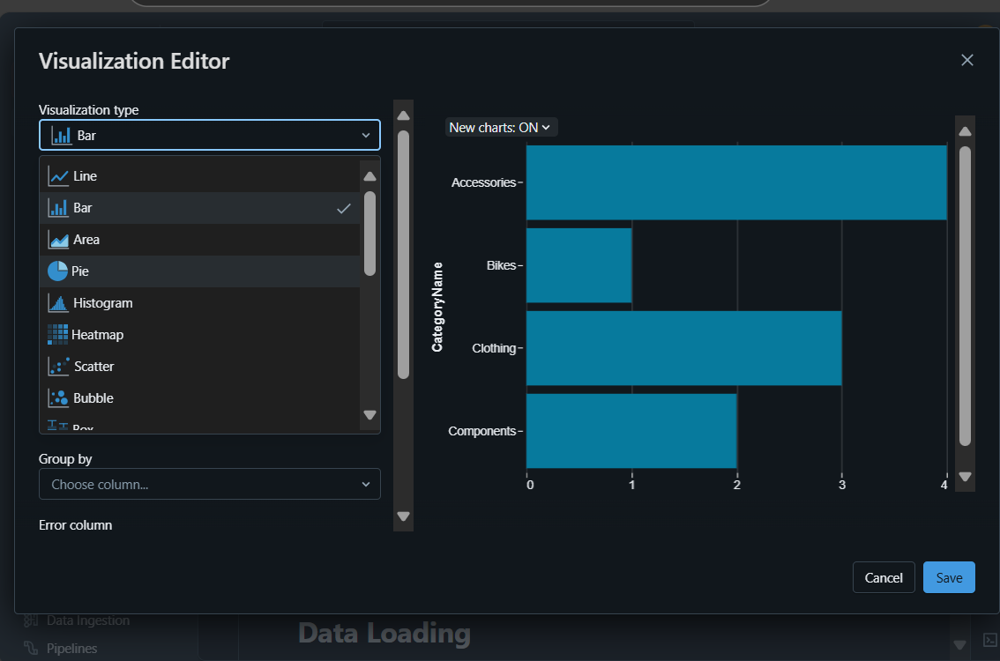 Visualization Editor
Visualization type
Bar
Line
Bar
Area
Pie
Histogram
Heatmap
Scatter
Bubble
Box
Group by
Choose column...
Error column
New charts: ON
CategoryName
Accessories
Bikes
Clothing
Components
0 1 2 3 4
Cancel Save
Data Ingestion
Data Loading
Pipelines